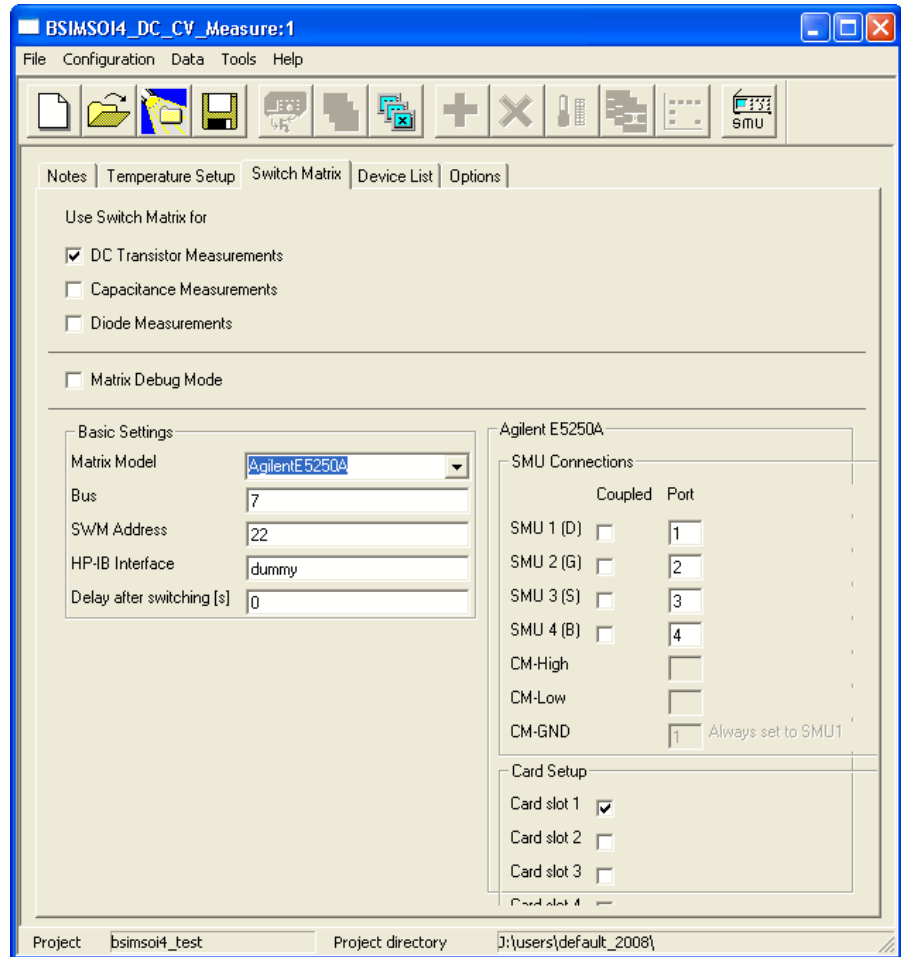 BSIMSOI4_DC_CV_Measure:1
File Configuration Data Tools Help
SMU
Notes Temperature Setup Switch Matrix Device List Options
Use Switch Matrix for
DC Transistor Measurements
Capacitance Measurements
Diode Measurements
Matrix Debug Mode
Basic Settings
Matrix Model AgilentE5250A
Bus 7
SWM Address 22
HP-IB Interface dummy
Delay after switching [s] 0
Agilent E5250A
SMU Connections
Coupled Port
SMU 1 (D) 1
SMU 2 (G) 2
SMU 3 (S) 3
SMU 4 (B) 4
CM-High
CM-Low
CM-GND 1 Always set to SMU1
Card Setup
Card slot 1
Card slot 2
Card slot 3
Card slot 4
Project bsimsoi4_test Project directory J:\users\default_2008\